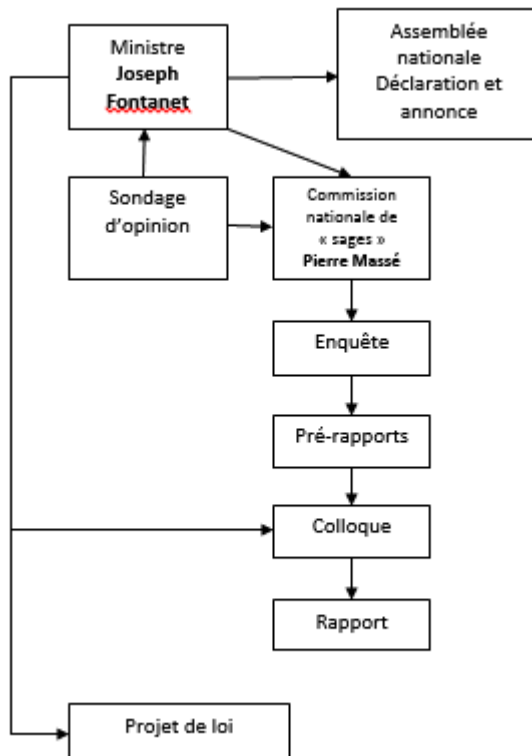 Ministre
Joseph
Fontanet
Assemblée
nationale
Déclaration et
annonce
Sondage
d’opinion
Commission
nationale de
« sages »
Pierre Massé
Enquête
Pré-rapports
Colloque
Rapport
Projet de loi